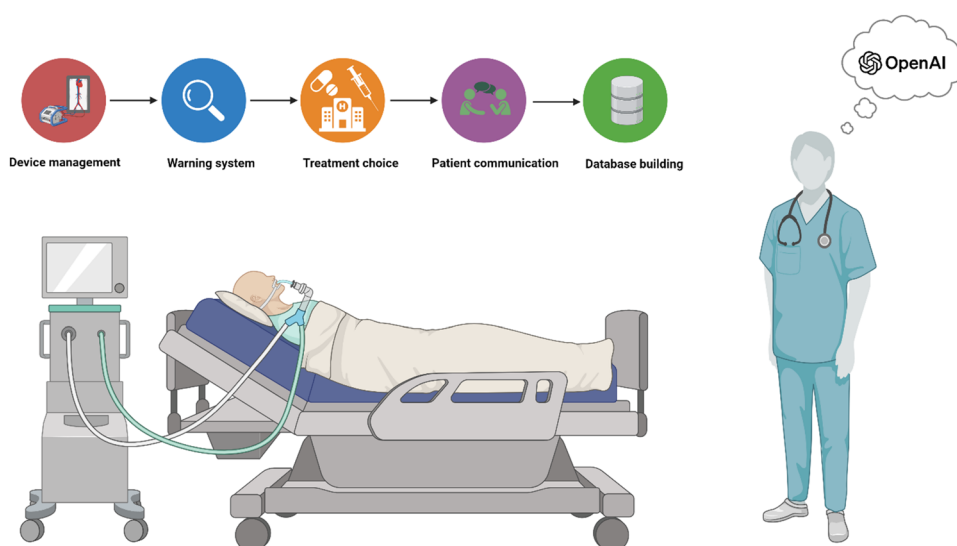 OpenAI
Device management
Warning system
Treatment choice
Patient communication
Database building
H